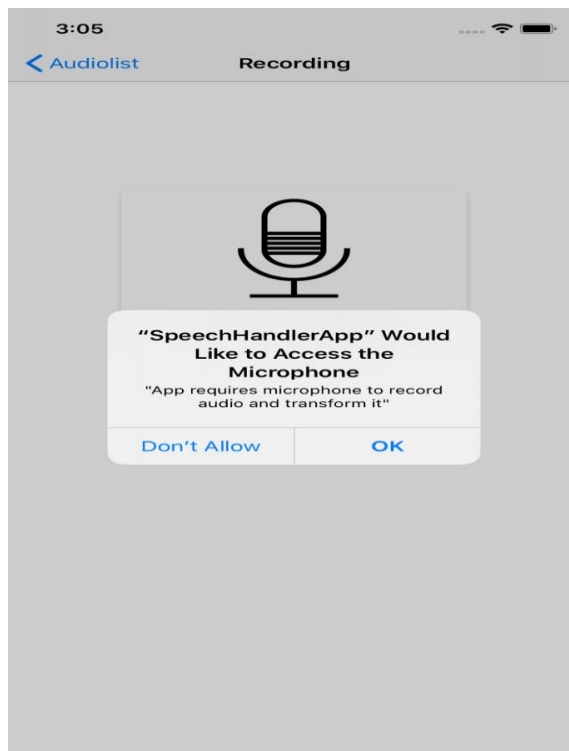 3:05
Audiolist
Recording
“SpeechHandlerApp” Would
Like to Access the
Microphone
"App requires microphone to record
audio and transform it"
Don’t Allow
OK